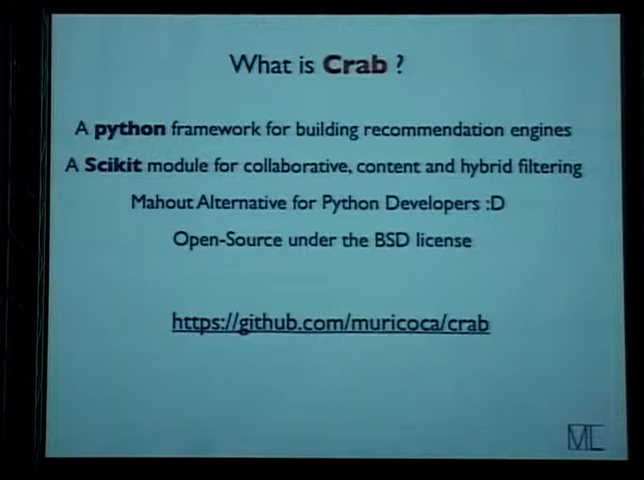 What is Crab ?
A python framework for building recommendation engines
A Scikit module for collaborative, content and hybrid filtering
Mahout Alternative for Python Developers :D
Open-Source under the BSD license
https://github.com/muricoca/crab
ME